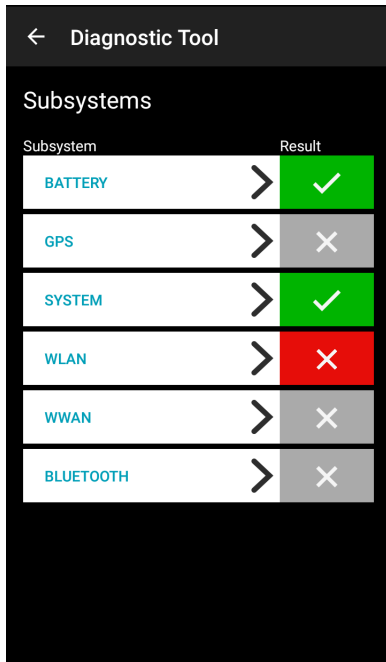 Diagnostic Tool
Subsystems
Subsystem Result
BATTERY
GPS
SYSTEM
WLAN
WWAN
BLUETOOTH